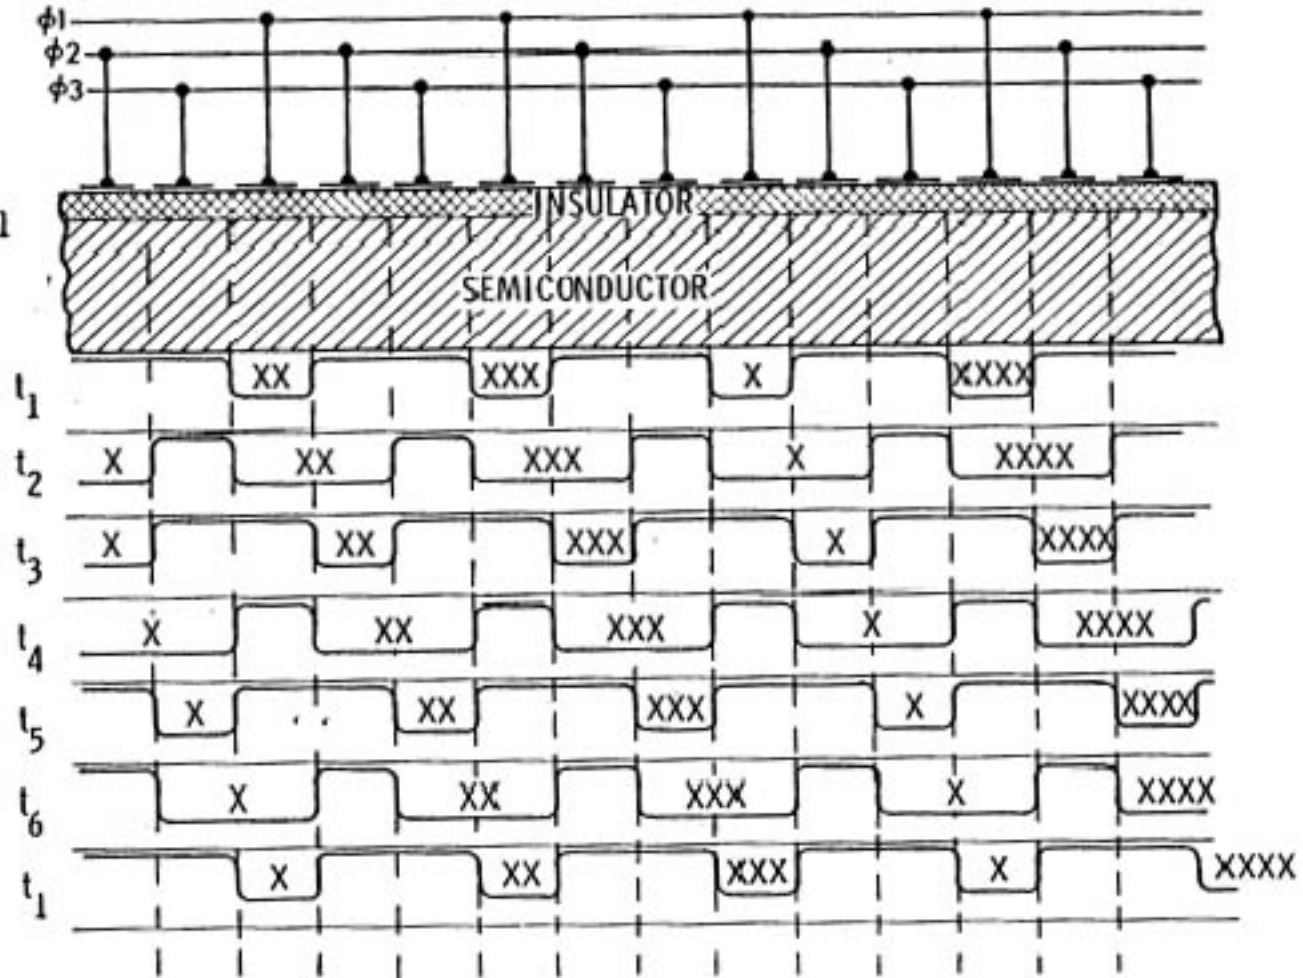 ϕ1
ϕ2
ϕ3
INSULATOR
SEMICONDUCTOR
t1 XX XXX X XXXX
t2 X XX XXX X XXXX
t3 X XX XXX X XXXX
t4 X XX XXX X XXXX
t5 X XX XXX X XXXX
t6 X XX XXX X XXXX
t1 X XX XXX X XXXX